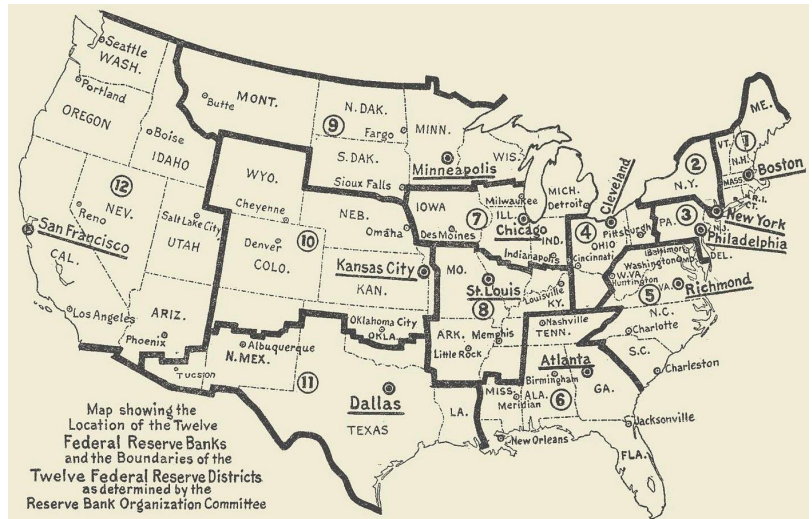 Seattle
WASH.
Portland
OREGON
MONT.
Butte
Boise
IDAHO
N. DAK.
9
Fargo
MINN.
S. DAK.
Minneapolis
WIS.
Sioux Falls
WYO.
Cheyenne
12
NEV.
Reno
Salt Lake City
UTAH
San Francisco
CAL.
Los Angeles
ARIZ.
Phoenix
Tucson
NEB.
Omaha
10
Denver
COLO.
Kansas City
KAN.
IOWA
Des Moines
7
Milwaukee
ILL.
Chicago
MICH.
Detroit
IND.
Indianapolis
Cleveland
4
OHIO
Cincinnati
Pittsburgh
PA.
3
Philadelphia
N.J.
DEL.
ME.
VT.
1
N.H.
Boston
MASS.
R.I.
CT.
2
N.Y.
New York
Baltimore
Washington
MD.
W.VA.
Huntington
5
VA.
Richmond
N.C.
Charlotte
S.C.
Charleston
MO.
St. Louis
8
Louisville
KY.
ARK.
Memphis
Little Rock
Nashville
TENN.
Oklahoma City
OKLA.
Albuquerque
N. MEX.
11
Dallas
TEXAS
LA.
New Orleans
MISS.
Meridian
Atlanta
Birmingham
ALA.
6
GA.
Jacksonville
FLA.
Map showing the
Location of the Twelve
Federal Reserve Banks
and the Boundaries of the
Twelve Federal Reserve Districts
as determined by the
Reserve Bank Organization Committee